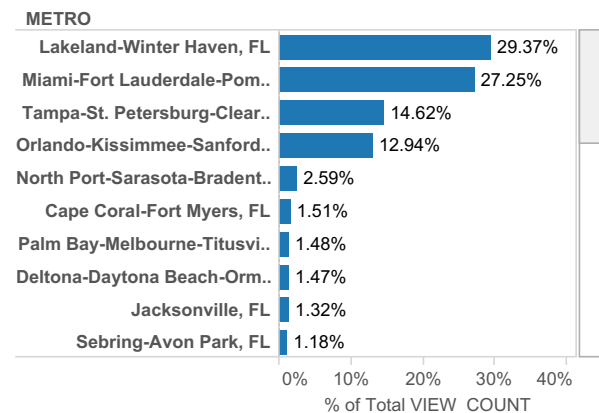 METRO
Lakeland-Winter Haven, FL 29.37%
Miami-Fort Lauderdale-Pom.. 27.25%
Tampa-St. Petersburg-Clear.. 14.62%
Orlando-Kissimmee-Sanford.. 12.94%
North Port-Sarasota-Bradent.. 2.59%
Cape Coral-Fort Myers, FL 1.51%
Palm Bay-Melbourne-Titusvi.. 1.48%
Deltona-Daytona Beach-Orm.. 1.47%
Jacksonville, FL 1.32%
Sebring-Avon Park, FL 1.18%
0% 10% 20% 30% 40%
% of Total VIEW_COUNT